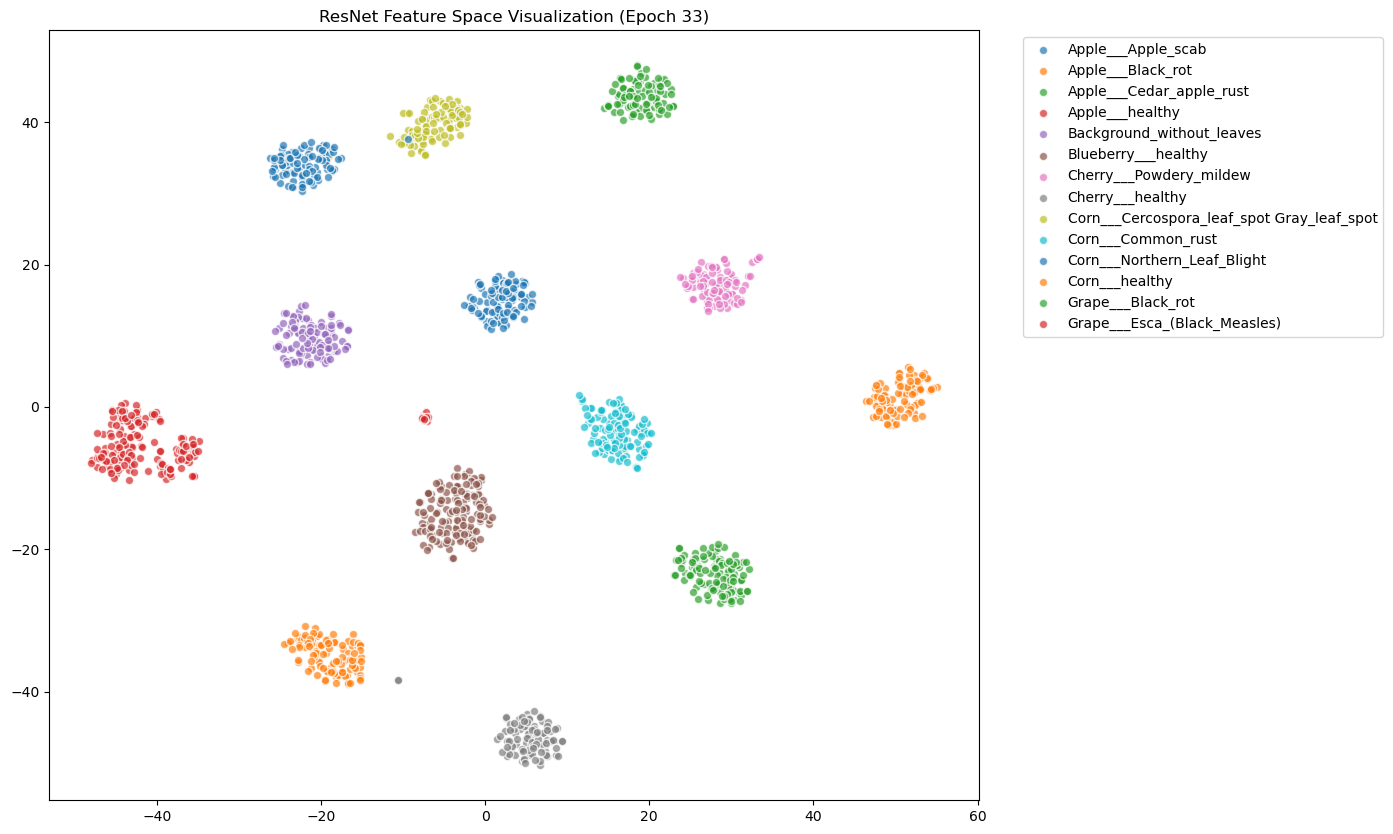 ResNet Feature Space Visualization (Epoch 33)
Apple___Apple_scab
Apple___Black_rot
Apple___Cedar_apple_rust
Apple___healthy
Background_without_leaves
Blueberry___healthy
Cherry___Powdery_mildew
Cherry___healthy
Corn___Cercospora_leaf_spot Gray_leaf_spot
Corn___Common_rust
Corn___Northern_Leaf_Blight
Corn___healthy
Grape___Black_rot
Grape___Esca_(Black_Measles)
40
20
0
−20
−40
−40 −20 0 20 40 60